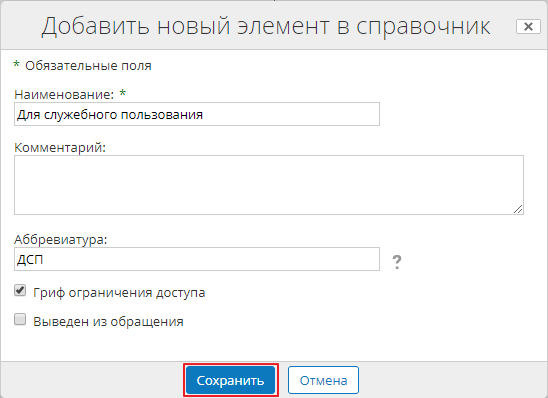 Добавить новый элемент в справочник
* Обязательные поля
Наименование: *
Для служебного пользования
Комментарий:
Аббревиатура:
ДСП
?
Гриф ограничения доступа
Выведен из обращения
Сохранить Отмена